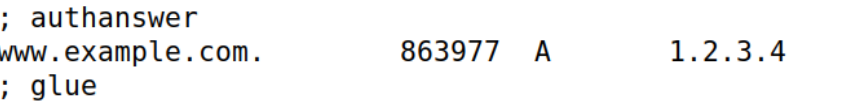 ; authanswer
www.example.com. 863977 A 1.2.3.4
; glue